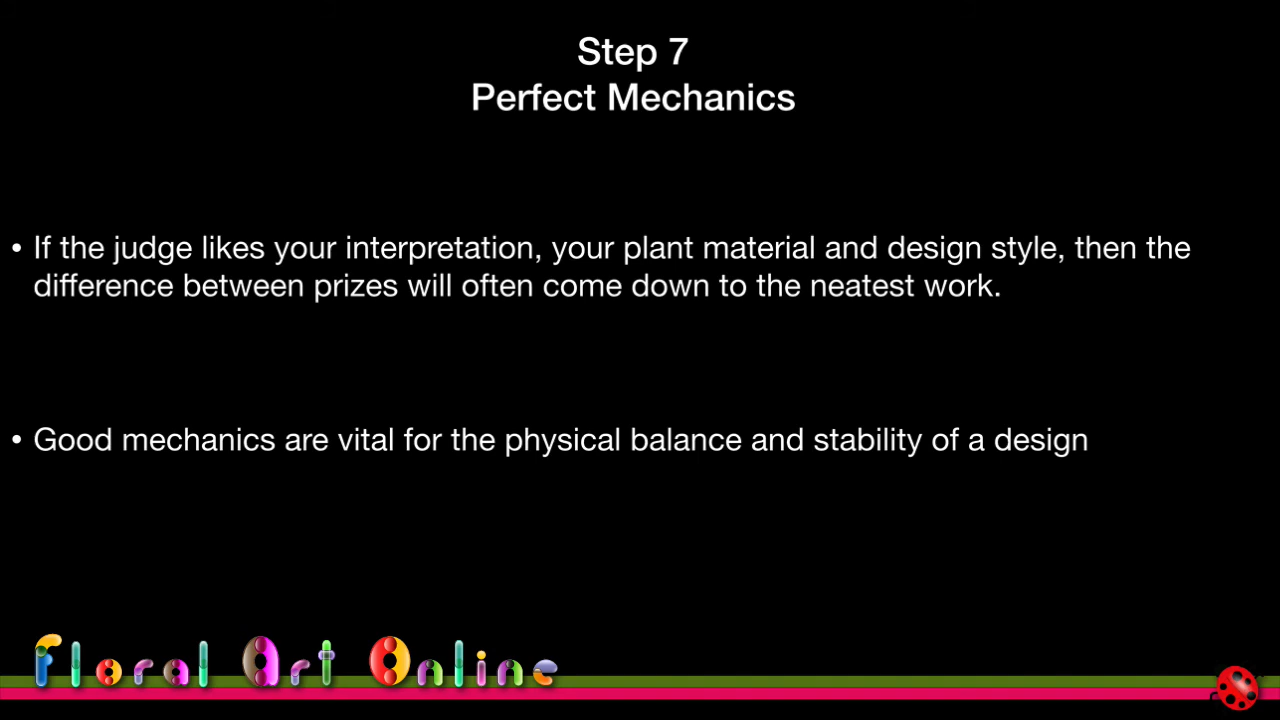 Step 7
Perfect Mechanics
• If the judge likes your interpretation, your plant material and design style, then the
difference between prizes will often come down to the neatest work.
• Good mechanics are vital for the physical balance and stability of a design
Floral Art Online